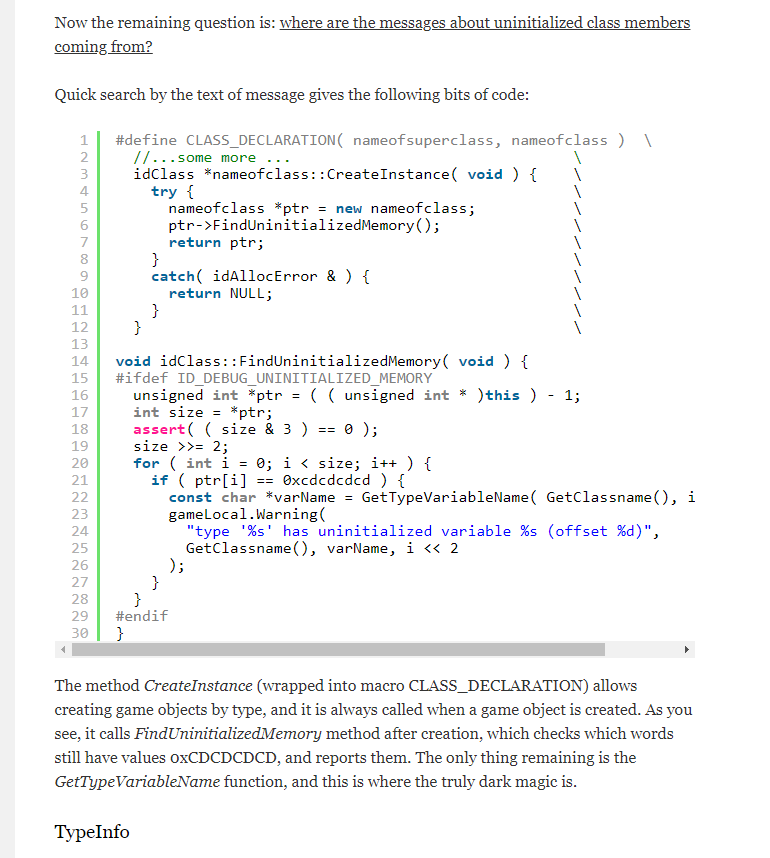 Now the remaining question is: where are the messages about uninitialized class members
coming from?
Quick search by the text of message gives the following bits of code:
1 #define CLASS_DECLARATION( nameofsuperclass, nameofclass ) \
2 //...some more ... \
3 idClass *nameofclass::CreateInstance( void ) { \
4 try { \
5 nameofclass *ptr = new nameofclass; \
6 ptr->FindUninitializedMemory(); \
7 return ptr; \
8 } \
9 catch( idAllocError & ) { \
10 return NULL; \
11 } \
12 } \
13
14 void idClass::FindUninitializedMemory( void ) {
15 #ifdef ID_DEBUG_UNINITIALIZED_MEMORY
16 unsigned int *ptr = ( ( unsigned int * )this ) - 1;
17 int size = *ptr;
18 assert( ( size & 3 ) == 0 );
19 size >>= 2;
20 for ( int i = 0; i < size; i++ ) {
21 if ( ptr[i] == 0xcdcdcdcd ) {
22 const char *varName = GetTypeVariableName( GetClassname(), i
23 gameLocal.Warning(
24 "type '%s' has uninitialized variable %s (offset %d)",
25 GetClassname(), varName, i << 2
26 );
27 }
28 }
29 #endif
30 }
The method CreateInstance (wrapped into macro CLASS_DECLARATION) allows
creating game objects by type, and it is always called when a game object is created. As you
see, it calls FindUninitializedMemory method after creation, which checks which words
still have values 0xCDCDCDCD, and reports them. The only thing remaining is the
GetTypeVariableName function, and this is where the truly dark magic is.
TypeInfo